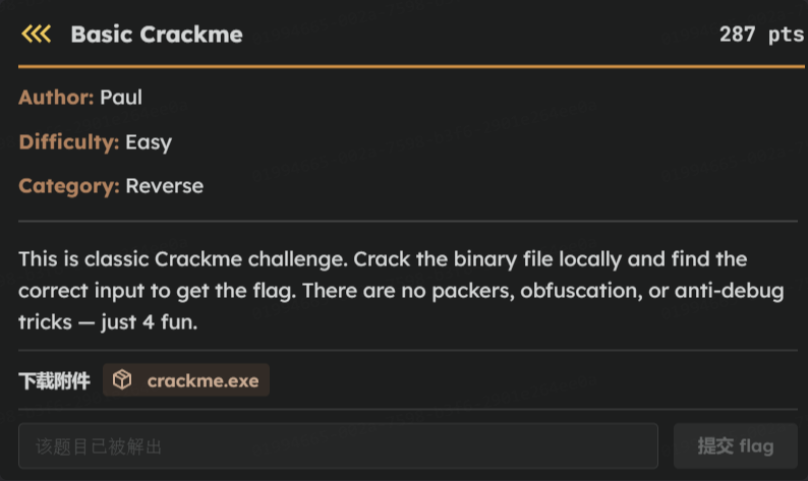 Basic Crackme 287 pts
Author: Paul
Difficulty: Easy
Category: Reverse
This is classic Crackme challenge. Crack the binary file locally and find the
correct input to get the flag. There are no packers, obfuscation, or anti-debug
tricks — just 4 fun.
下载附件 crackme.exe
该题目已被解出 提交 flag